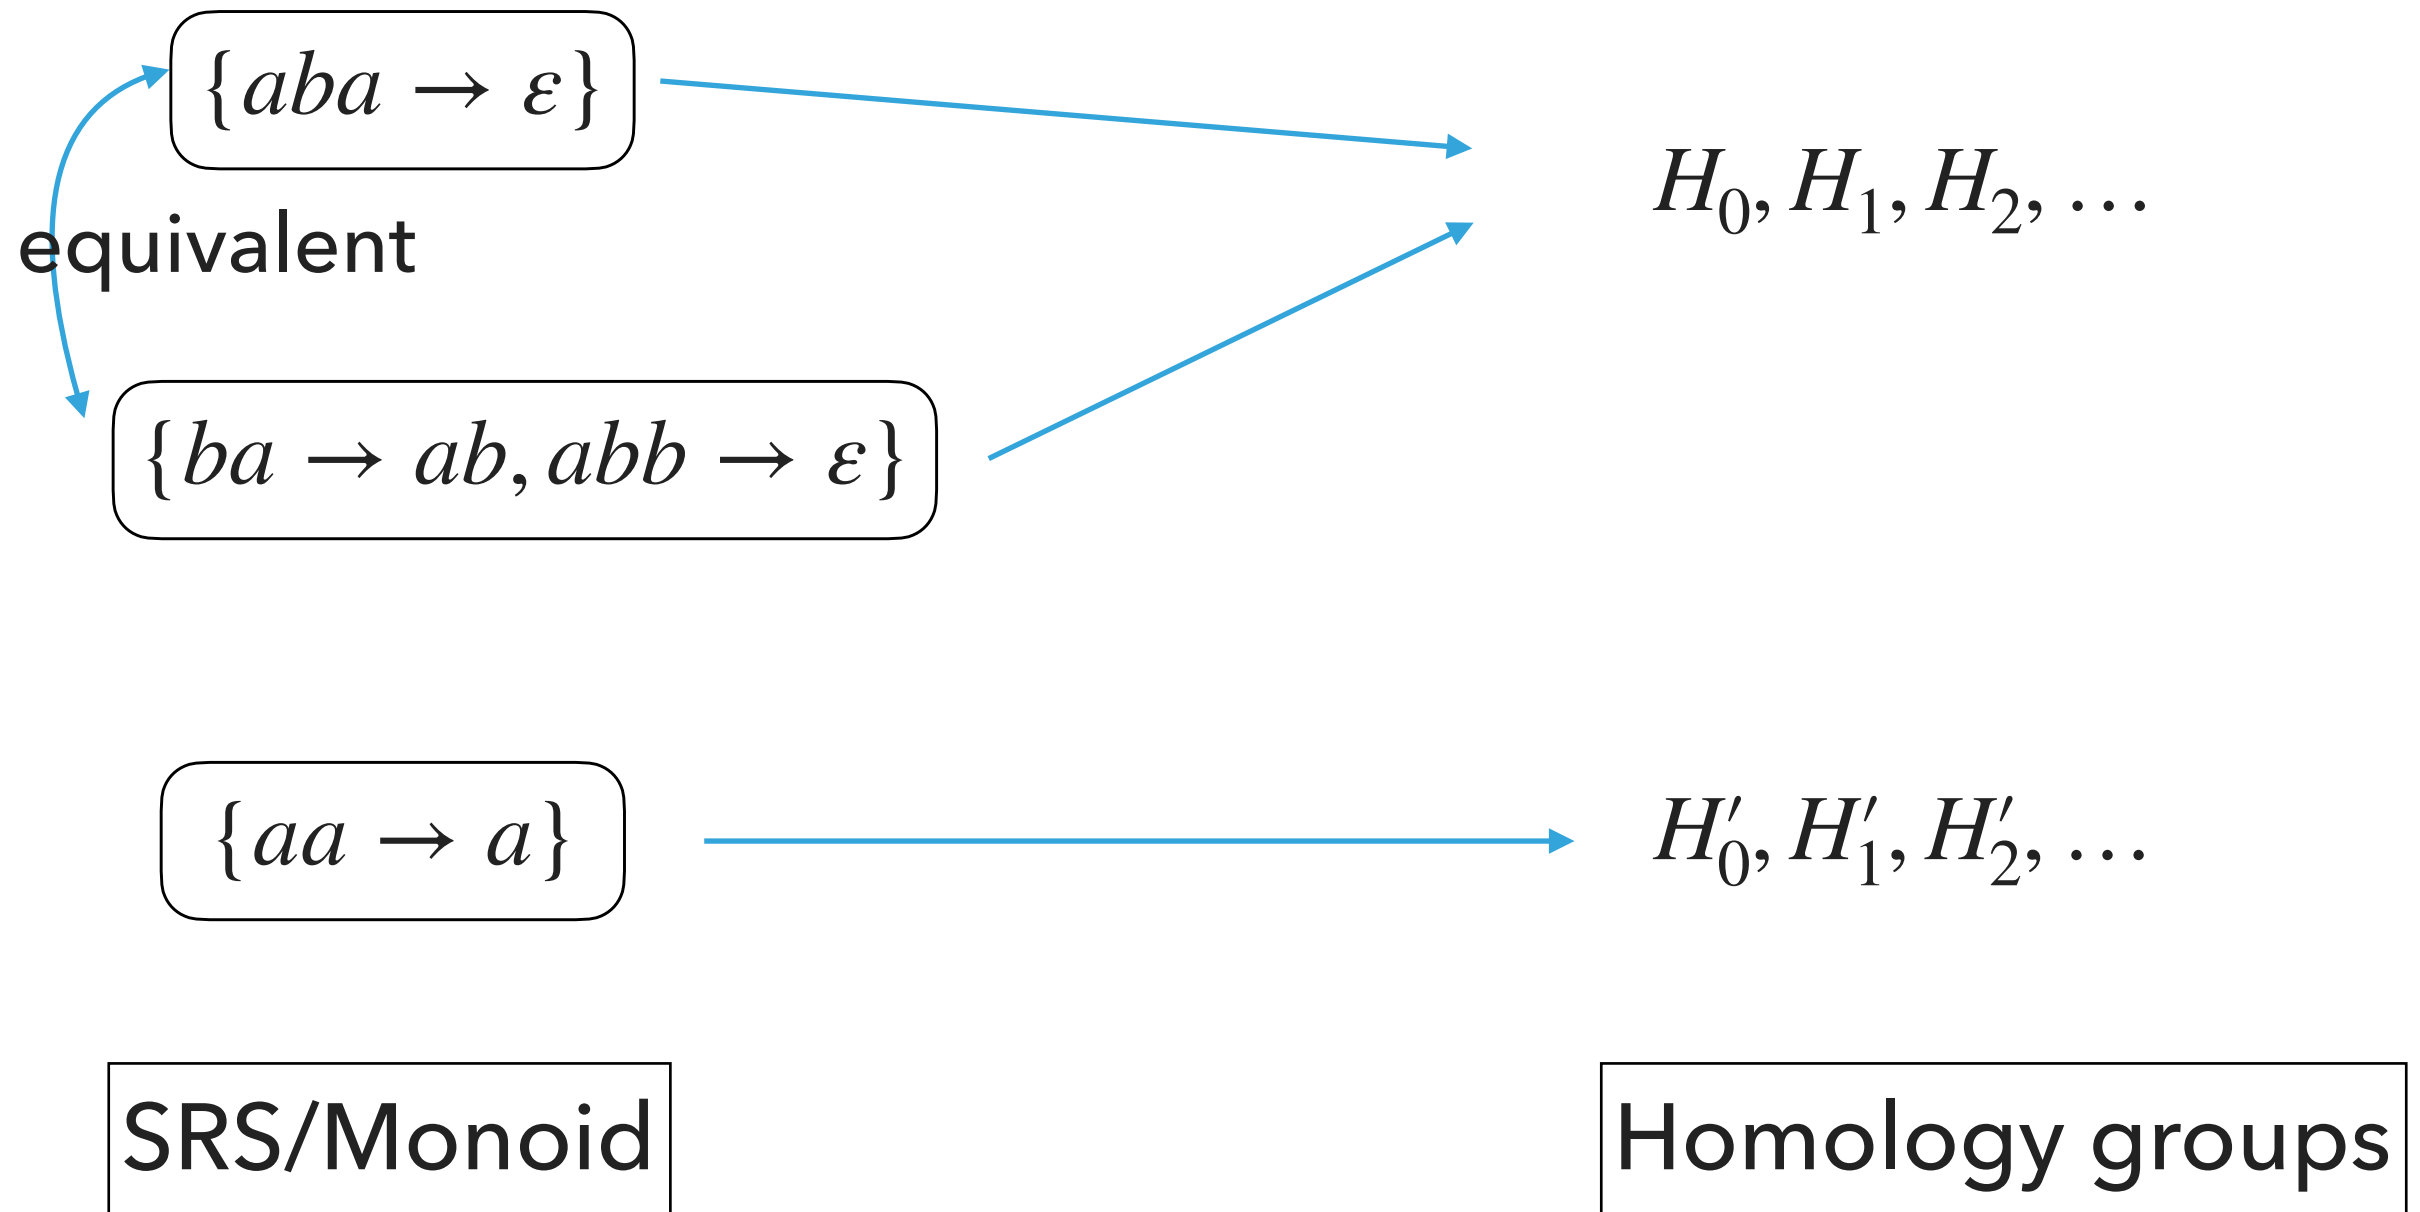 {aba → ε}
H₀, H₁, H₂, …
equivalent
{ba → ab, abb → ε}
{aa → a}
H′₀, H′₁, H′₂, …
SRS/Monoid
Homology groups